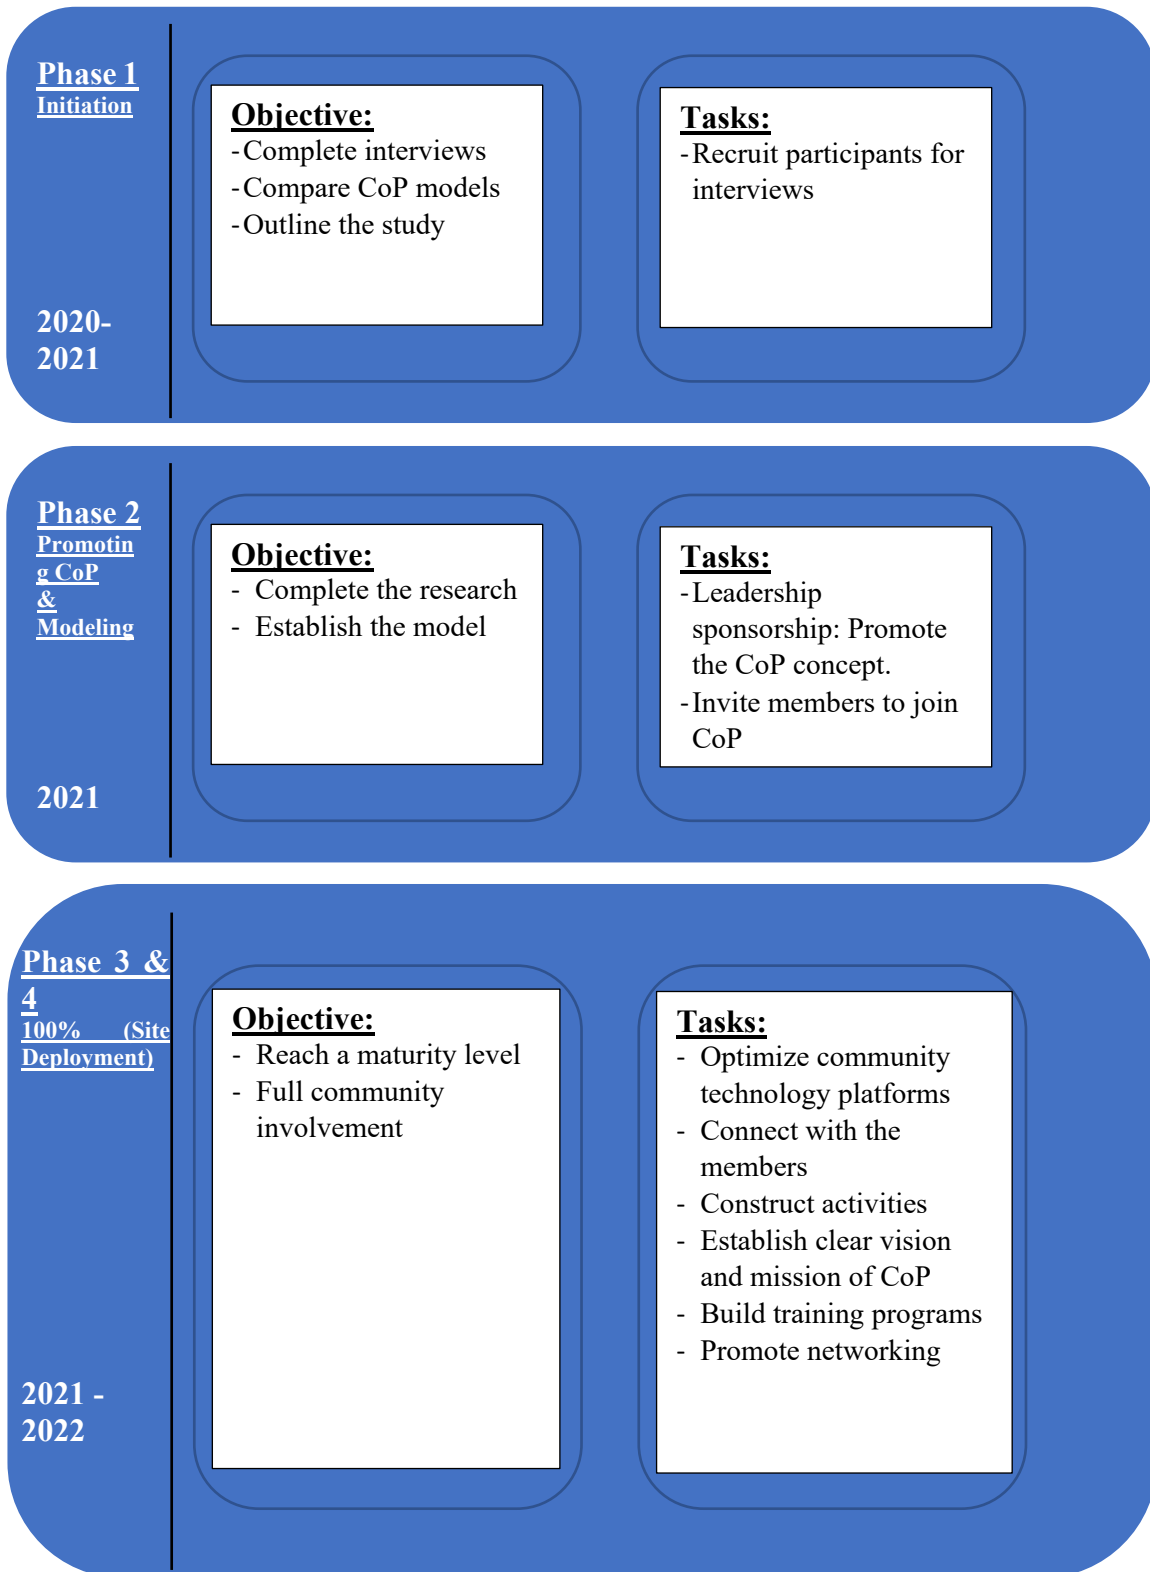 Phase 1
Initiation
2020-
2021
Objective:
-Complete interviews
-Compare CoP models
-Outline the study
Tasks:
-Recruit participants for
interviews
Phase 2
Promotin
g CoP
&
Modeling
2021
Objective:
- Complete the research
- Establish the model
Tasks:
-Leadership
sponsorship: Promote
the CoP concept.
-Invite members to join
CoP
Phase 3 &
4
100% (Site
Deployment)
2021 -
2022
Objective:
- Reach a maturity level
- Full community
involvement
Tasks:
- Optimize community
technology platforms
- Connect with the
members
- Construct activities
- Establish clear vision
and mission of CoP
- Build training programs
- Promote networking